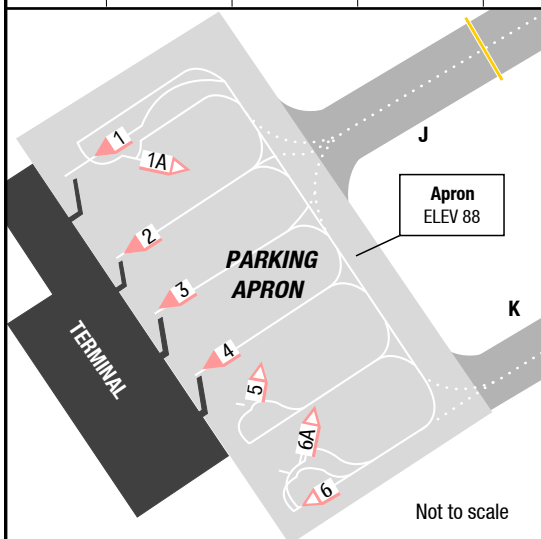 1
1A
J
Apron
ELEV 88
2
PARKING
APRON
3
K
TERMINAL
4
5
6A
6
Not to scale